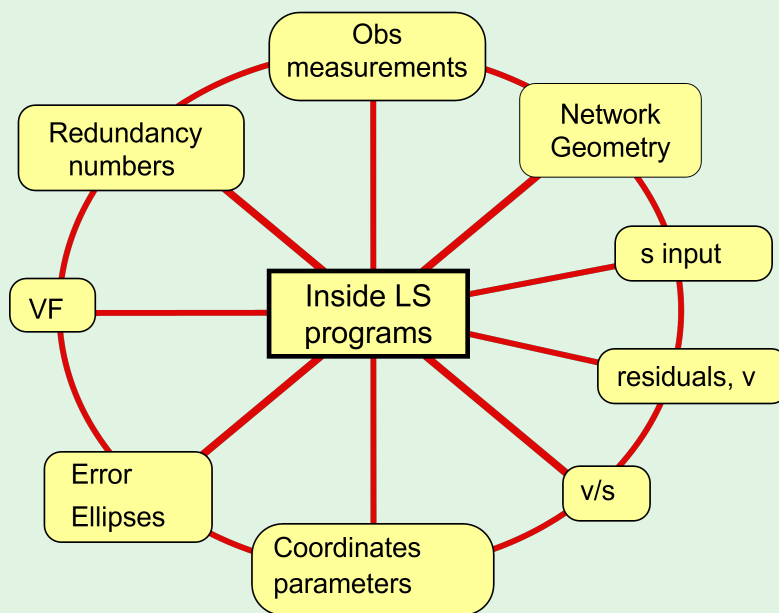 Obs
measurements
Network
Geometry
Redundancy
numbers
s input
Inside LS
programs
VF
residuals, v
Error
Ellipses
v/s
Coordinates
parameters